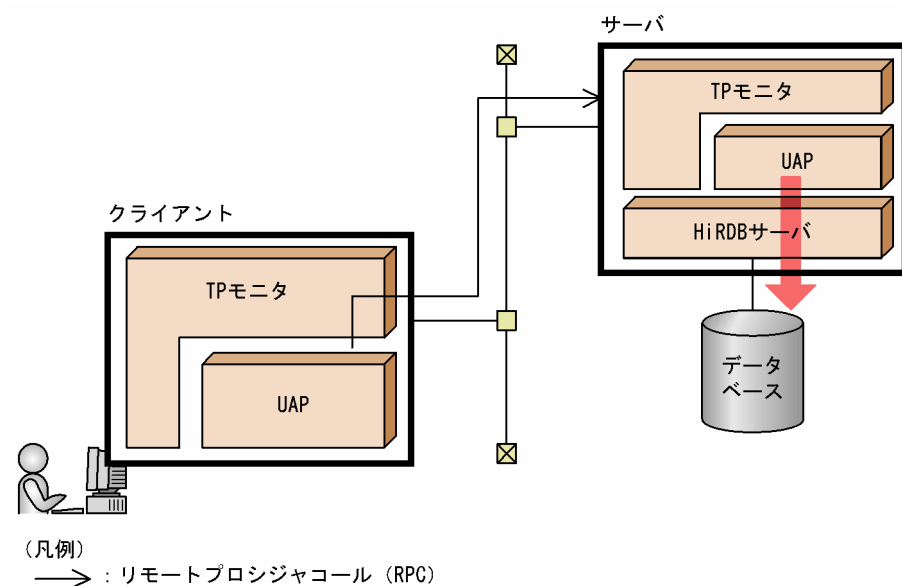 サーバ
TPモニタ
UAP
HiRDBサーバ
クライアント
TPモニタ
UAP
データ
ベース
(凡例)
:リモートプロシジャコール (RPC)